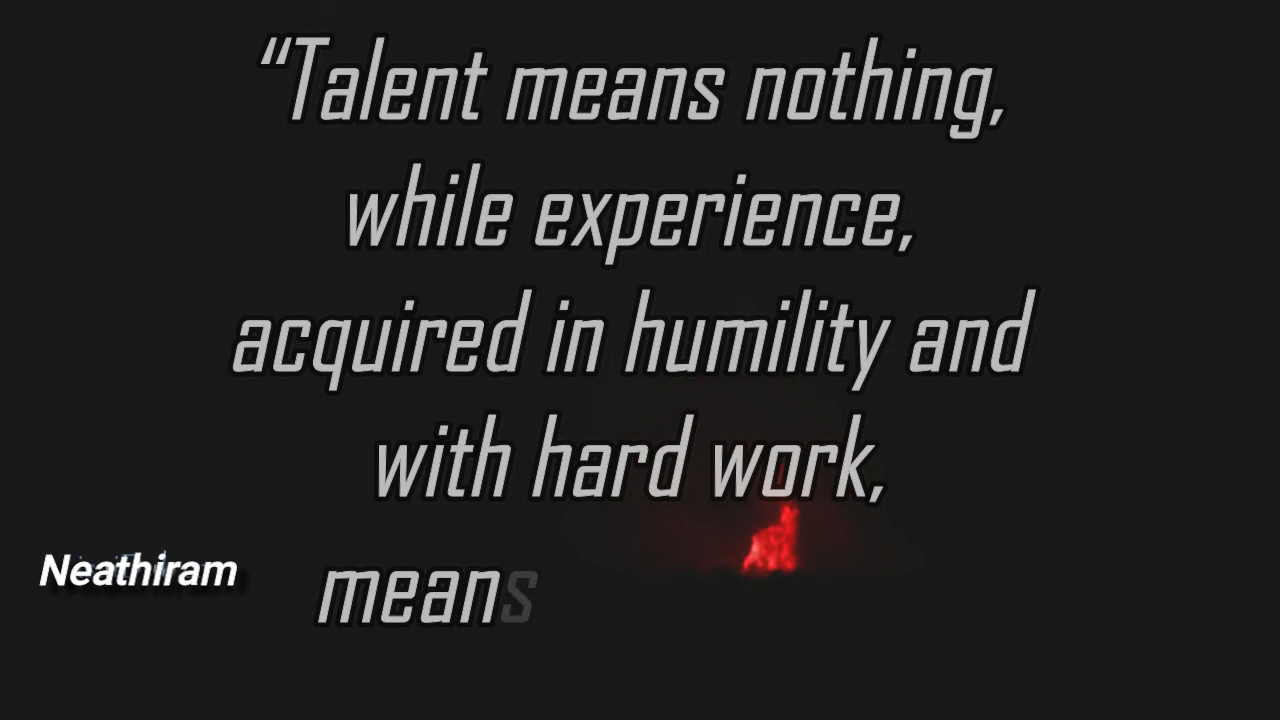 “Talent means nothing,
while experience,
acquired in humility and
with hard work,
means
Neathiram